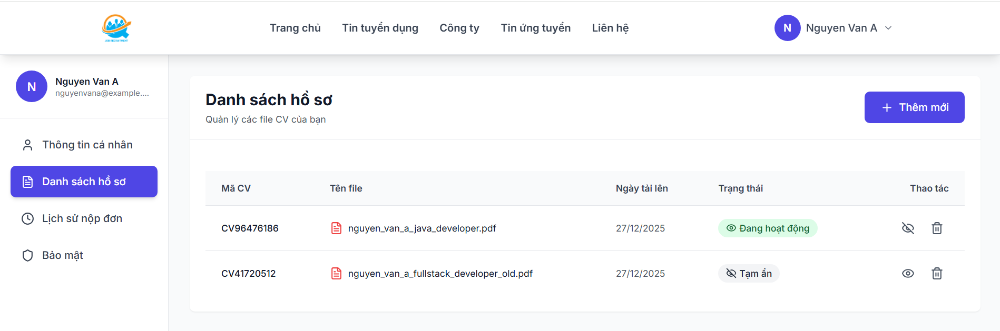 JOB RECRUITMENT
Trang chủ Tin tuyển dụng Công ty Tin ứng tuyển Liên hệ
N Nguyen Van A
N
Nguyen Van A
nguyenvana@example....
Thông tin cá nhân
Danh sách hồ sơ
Lịch sử nộp đơn
Bảo mật
Danh sách hồ sơ
Quản lý các file CV của bạn
Thêm mới
Mã CV Tên file Ngày tải lên Trạng thái Thao tác
CV96476186 nguyen_van_a_java_developer.pdf 27/12/2025 Đang hoạt động
CV41720512 nguyen_van_a_fullstack_developer_old.pdf 27/12/2025 Tạm ẩn